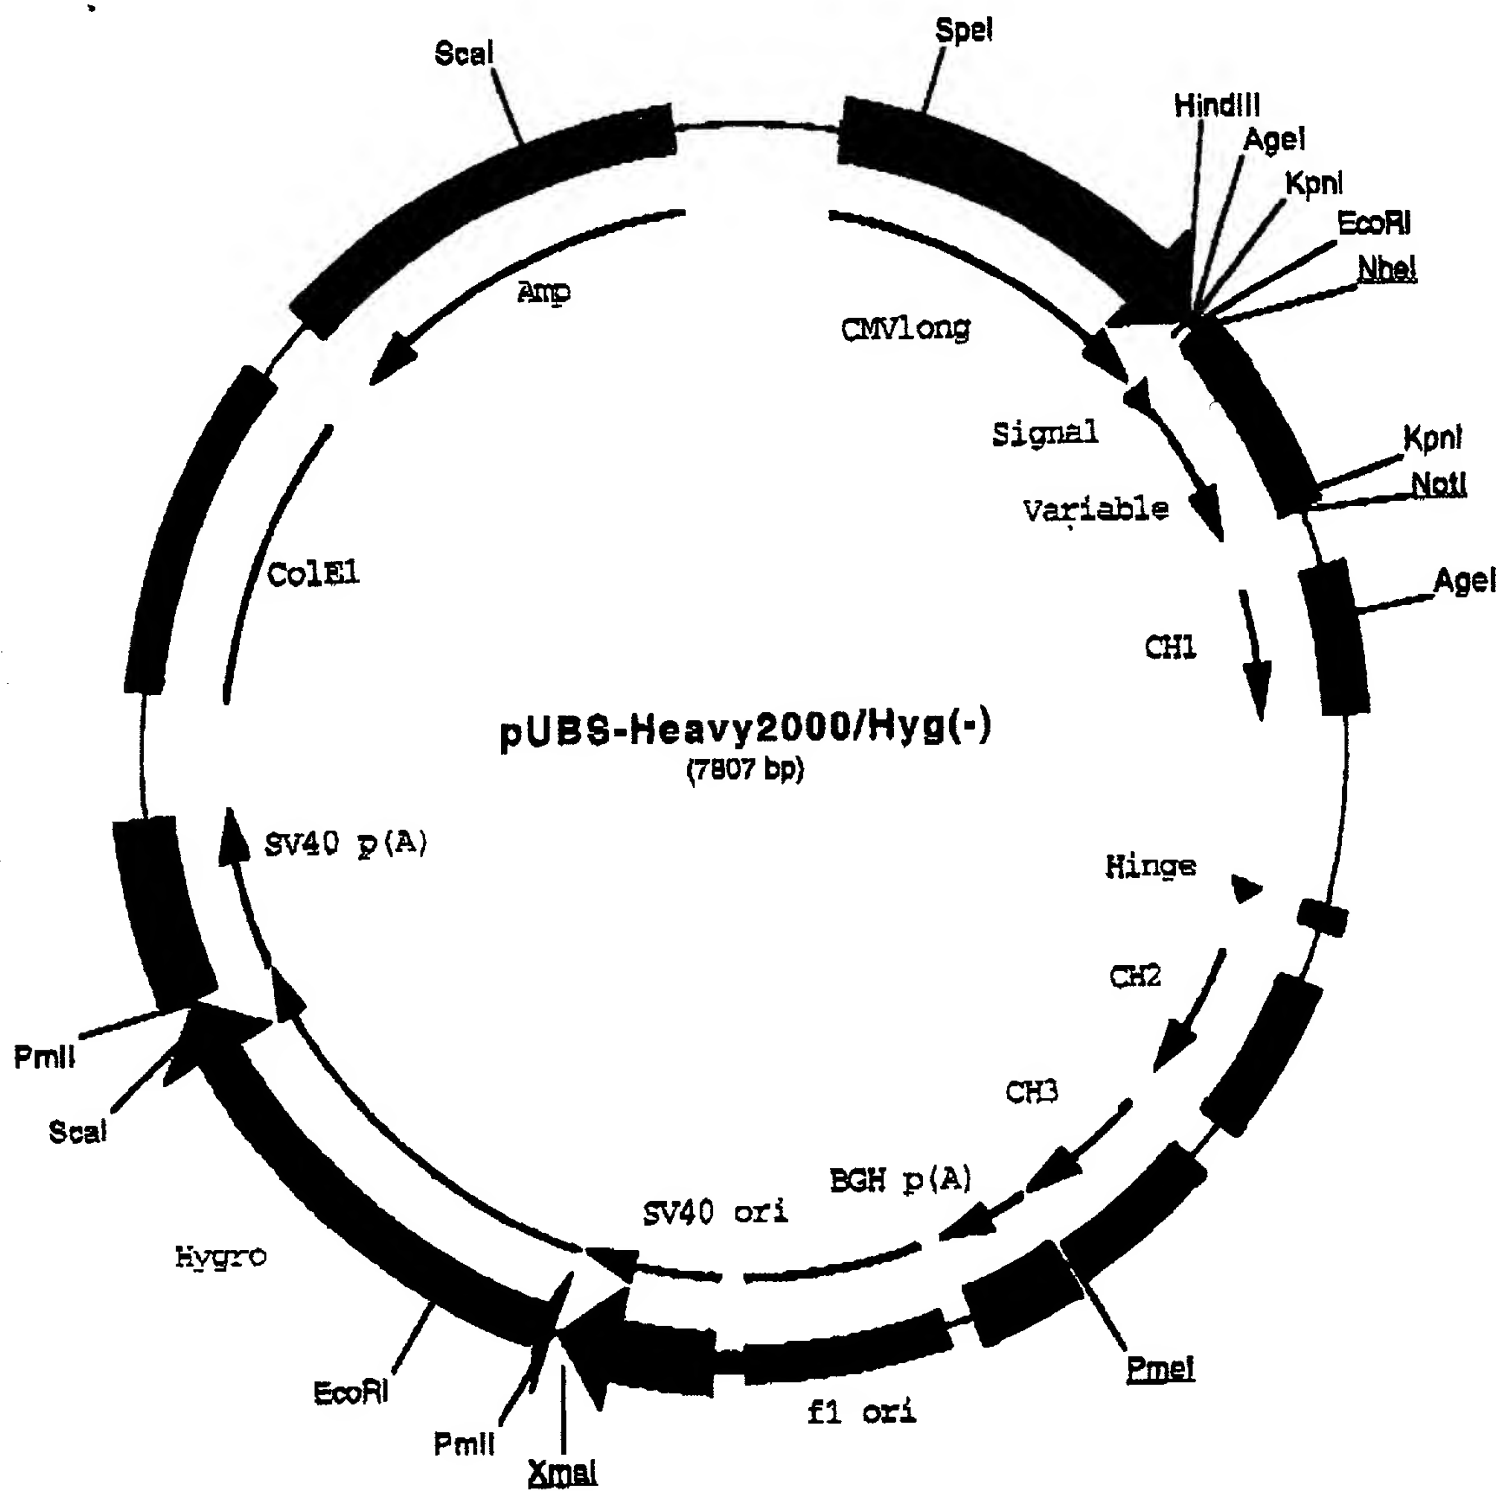 ScaI
SpeI
HindIII
AgeI
KpnI
EcoRI
NheI
Amp
CMVlong
Signal
KpnI
NotI
Variable
ColE1
AgeI
CH1
pUBS-Heavy2000/Hyg(-)
(7807 bp)
SV40 p(A)
Hinge
CH2
PmlI
CH3
ScaI
BGH p(A)
SV40 ori
Hygro
PmeI
EcoRI
f1 ori
PmlI
XmaI